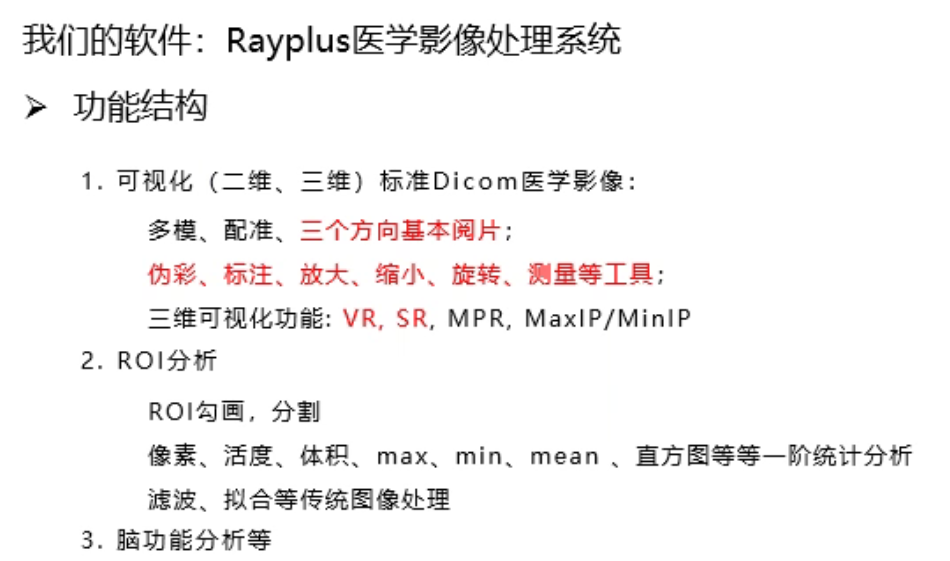 我们的软件：Rayplus医学影像处理系统
➢ 功能结构
1. 可视化（二维、三维）标准Dicom医学影像：
多模、配准、三个方向基本阅片；
伪彩、标注、放大、缩小、旋转、测量等工具；
三维可视化功能: VR, SR, MPR, MaxIP/MinIP
2. ROI分析
ROI勾画，分割
像素、活度、体积、max、min、mean 、直方图等等一阶统计分析
滤波、拟合等传统图像处理
3. 脑功能分析等